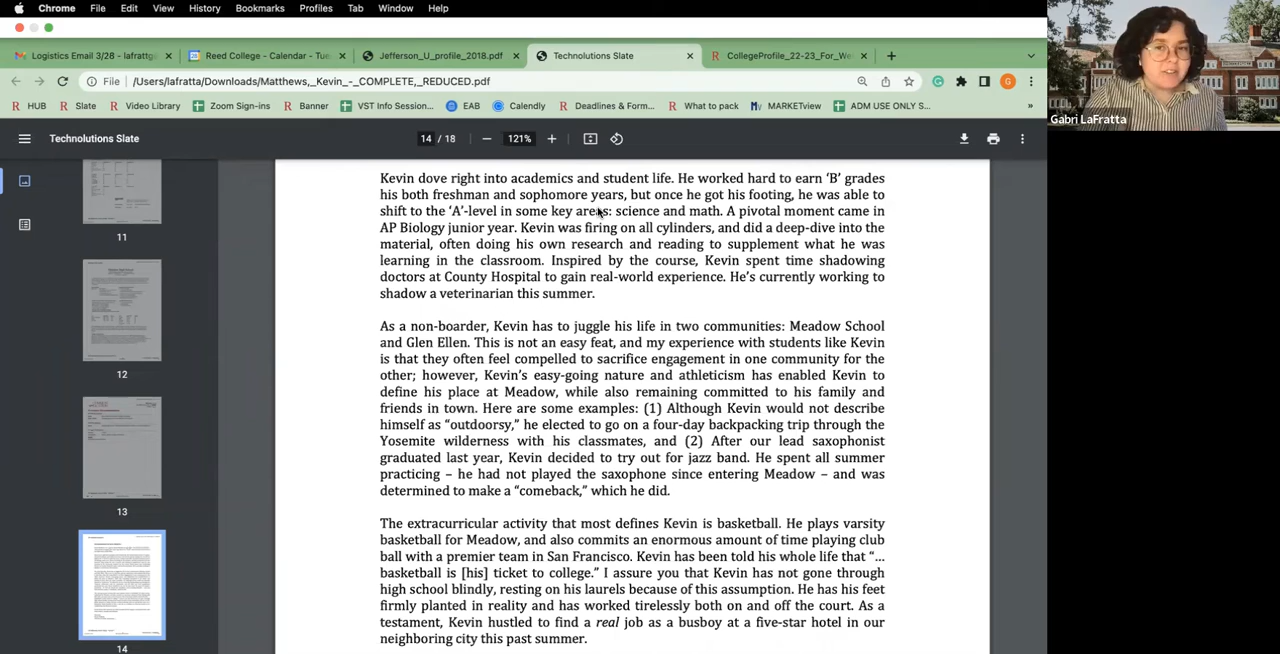 Chrome File Edit View History Bookmarks Profiles Tab Window Help
Logistics Email 3/28 - lafrattg
Reed College - Calendar - Tue
Jefferson_U_profile_2018.pdf
Technolutions Slate
CollegeProfile_22-23_For_We
File /Users/lafratta/Downloads/Matthews,_Kevin_-_COMPLETE,_REDUCED.pdf
G
HUB Slate Video Library Zoom Sign-ins Banner VST Info Session... EAB Calendly Deadlines & Form... What to pack MARKETview ADM USE ONLY S... »
Gabri LaFratta
Technolutions Slate 14 / 18 121%
11
12
13
14
Kevin dove right into academics and student life. He worked hard to earn ‘B’ grades
his both freshman and sophomore years, but once he got his footing, he was able to
shift to the ‘A’-level in some key areas: science and math. A pivotal moment came in
AP Biology junior year. Kevin was firing on all cylinders, and did a deep-dive into the
material, often doing his own research and reading to supplement what he was
learning in the classroom. Inspired by the course, Kevin spent time shadowing
doctors at County Hospital to gain real-world experience. He’s currently working to
shadow a veterinarian this summer.
As a non-boarder, Kevin has to juggle his life in two communities: Meadow School
and Glen Ellen. This is not an easy feat, and my experience with students like Kevin
is that they often feel compelled to sacrifice engagement in one community for the
other; however, Kevin’s easy-going nature and athleticism has enabled Kevin to
define his place at Meadow, while also remaining committed to his family and
friends in town. Here are some examples: (1) Although Kevin would not describe
himself as “outdoorsy,” he elected to go on a four-day backpacking trip through the
Yosemite wilderness with his classmates, and (2) After our lead saxophonist
graduated last year, Kevin decided to try out for jazz band. He spent all summer
practicing – he had not played the saxophone since entering Meadow – and was
determined to make a “comeback,” which he did.
The extracurricular activity that most defines Kevin is basketball. He plays varsity
basketball for Meadow, and also commits an enormous amount of time playing club
ball with a premier team in San Francisco. Kevin has been told his whole life that “…
basketball is [his] ticket to college.” I assure you that Kevin has not gone through
high school blindly, resting on his laurels because of this assumption. He has his feet
firmly planted in reality, and has worked tirelessly both on and off the court. As a
testament, Kevin hustled to find a real job as a busboy at a five-star hotel in our
neighboring city this past summer.